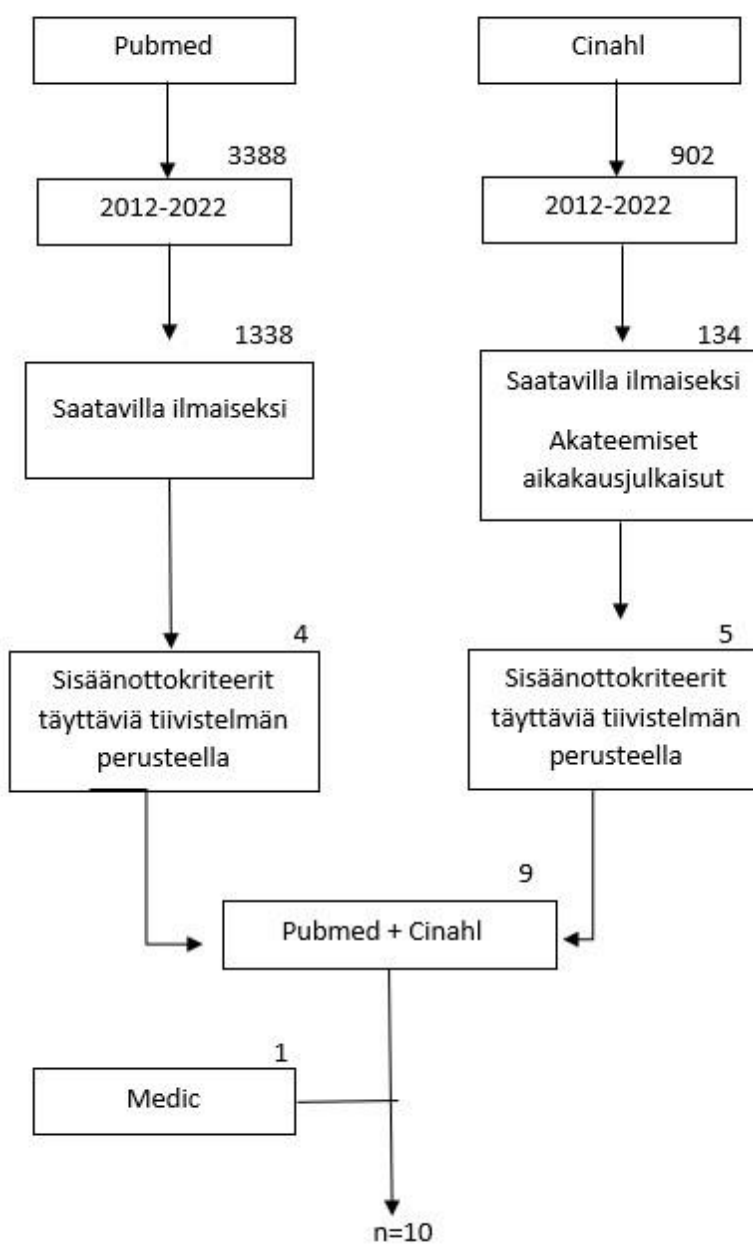 Pubmed
Cinahl
3388
902
2012-2022
2012-2022
1338
134
Saatavilla ilmaiseksi
Saatavilla ilmaiseksi
Akateemiset
aikakausjulkaisut
4
5
Sisäänottokriteerit
täyttäviä tiivistelmän
perusteella
Sisäänottokriteerit
täyttäviä tiivistelmän
perusteella
9
Pubmed + Cinahl
1
Medic
n=10